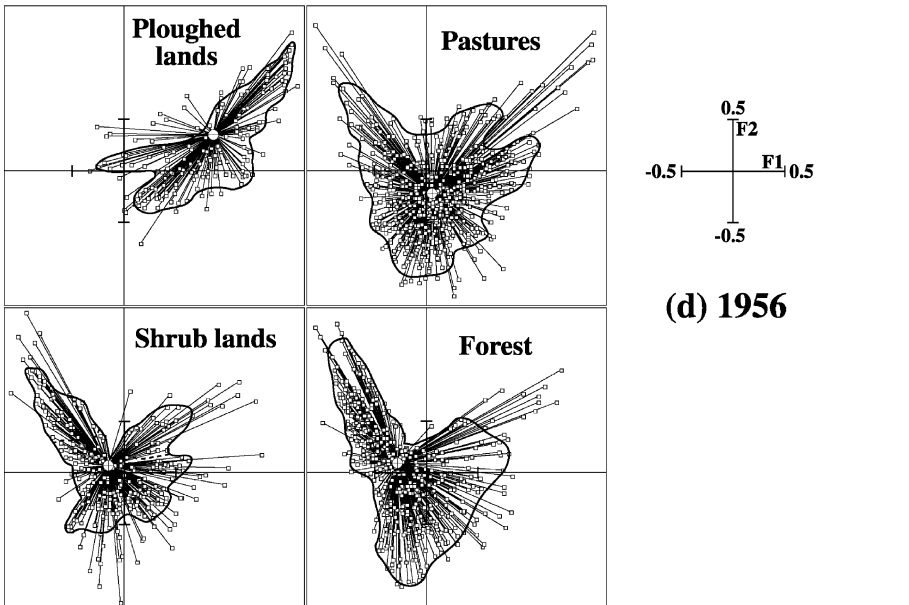 Ploughed
lands
Pastures
0.5
F2
F1
-0.5
0.5
-0.5
(d) 1956
Shrub lands
Forest